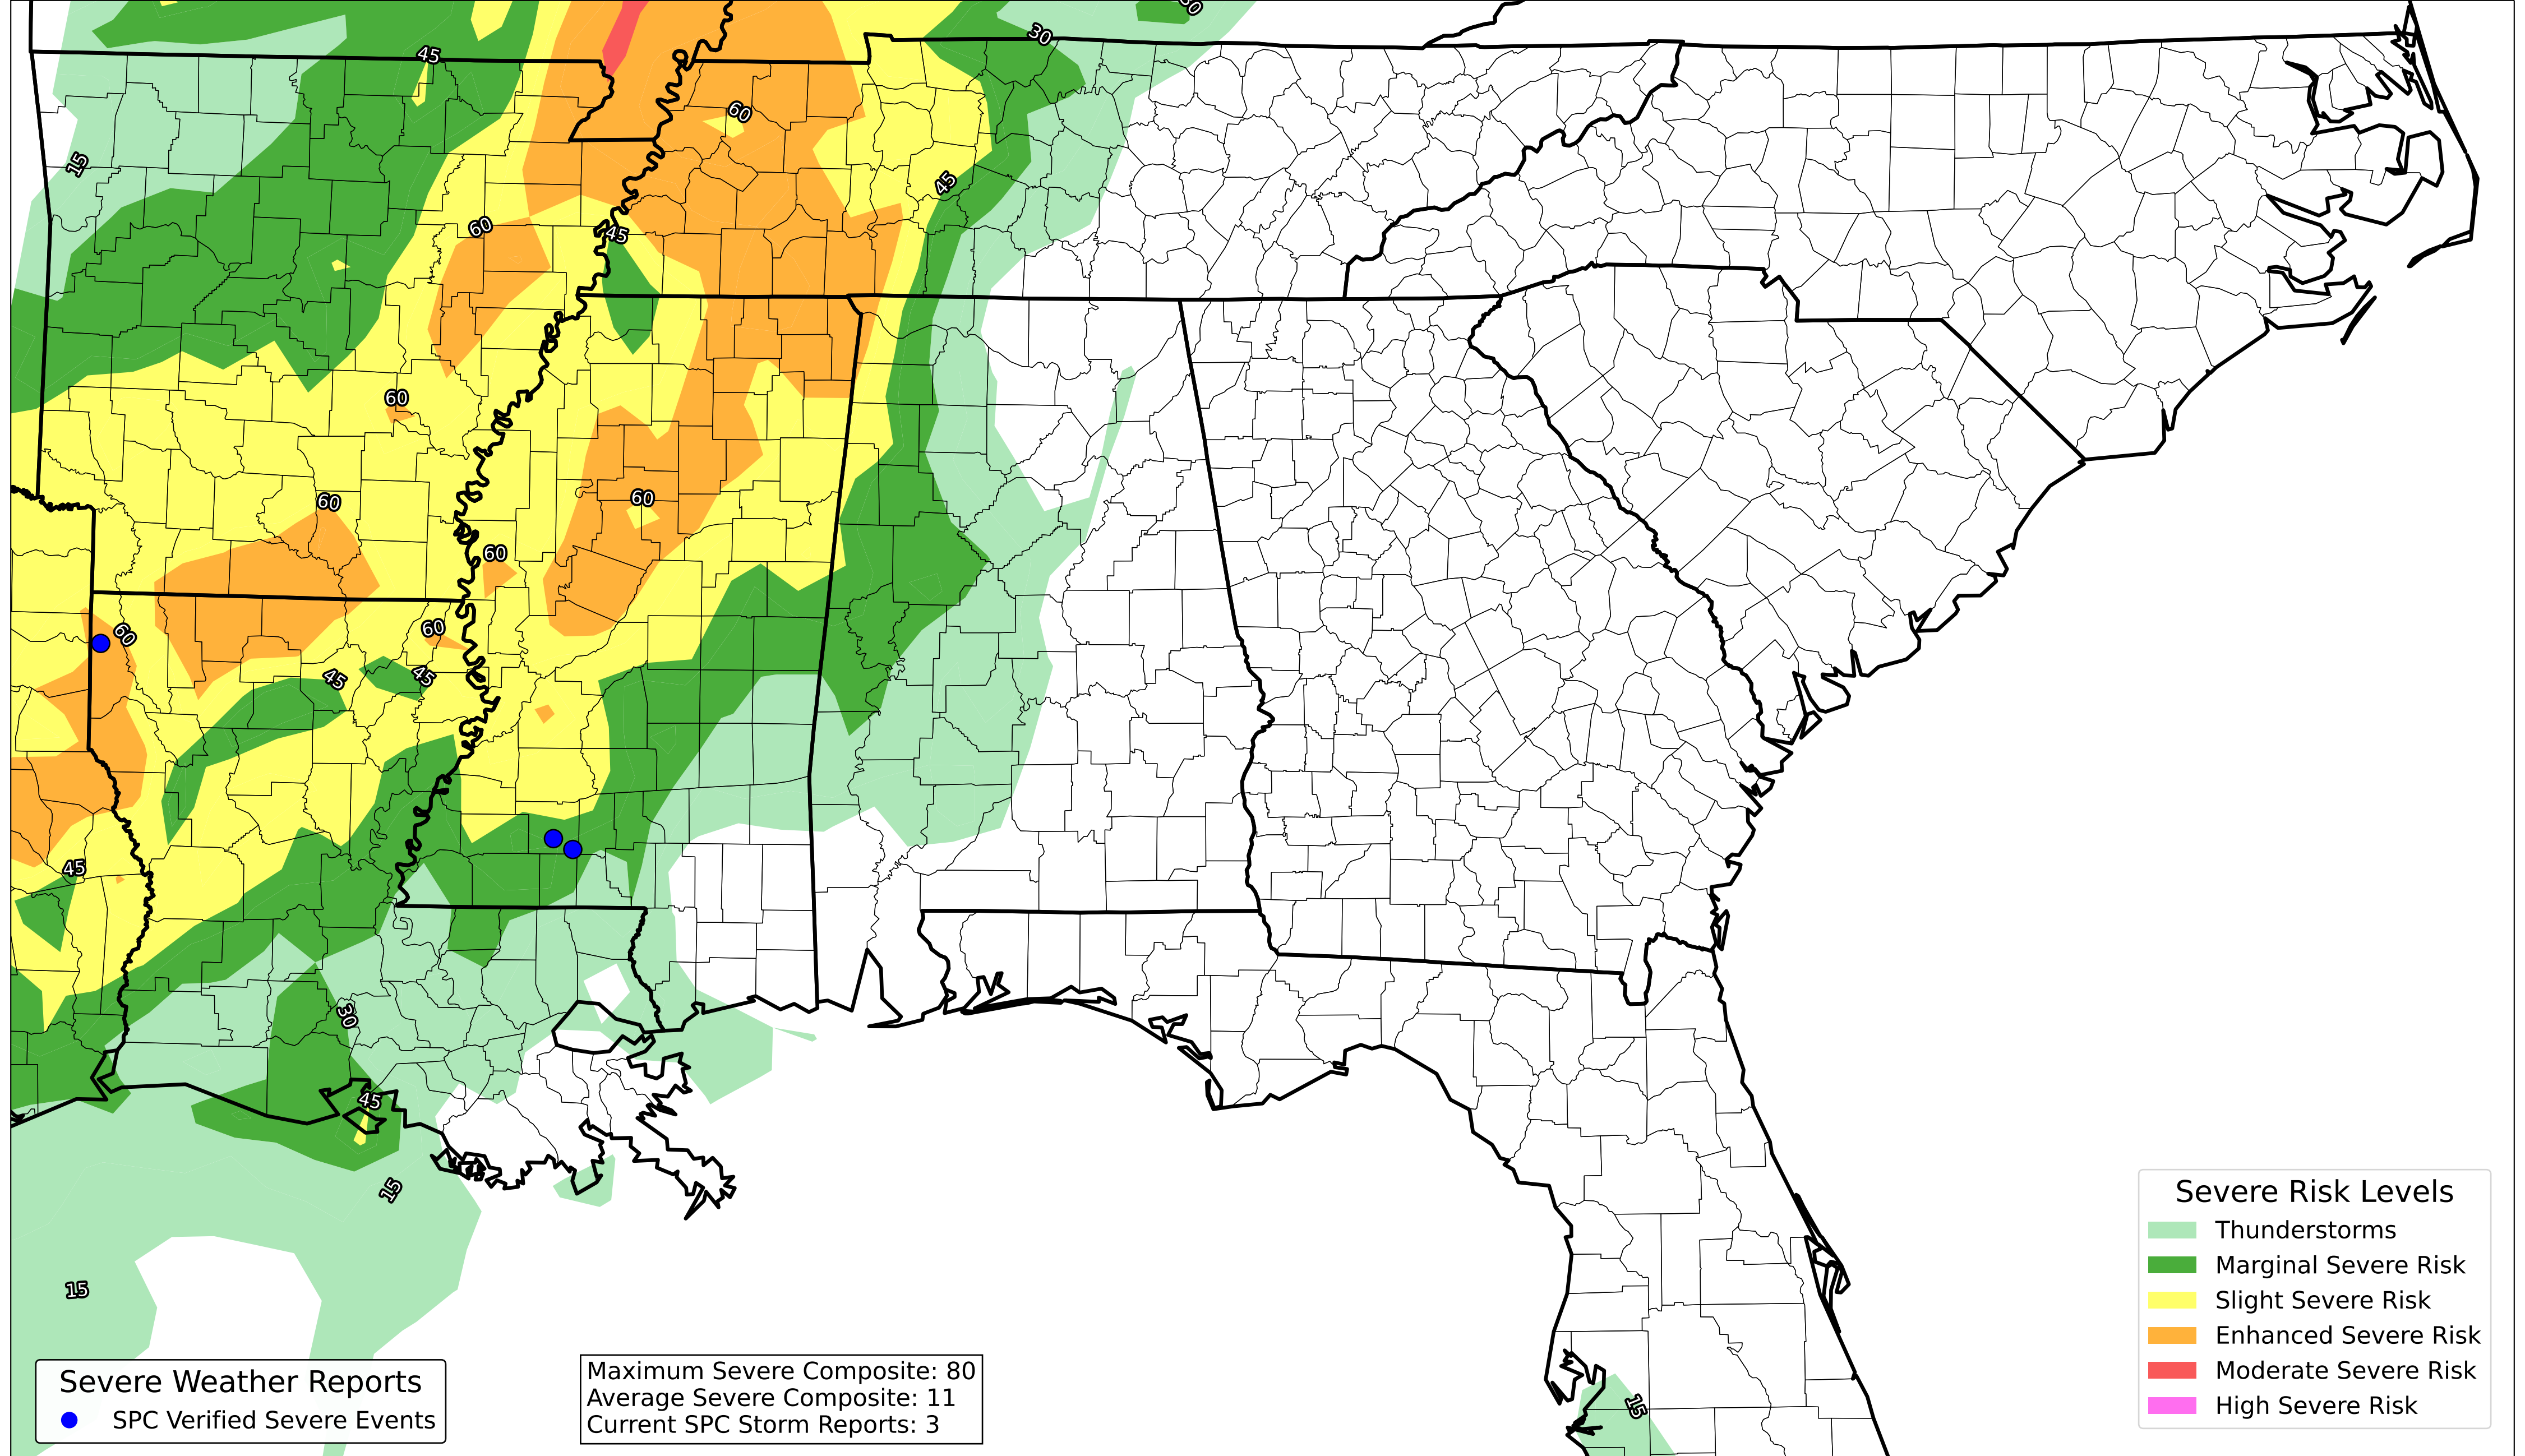 50
30
45
60
15
45
60
45
60
60
60
60
60
60
45
45
45
30
45
15
15
15
Severe Risk Levels
Thunderstorms
Marginal Severe Risk
Slight Severe Risk
Enhanced Severe Risk
Moderate Severe Risk
High Severe Risk
Severe Weather Reports
SPC Verified Severe Events
Maximum Severe Composite: 80
Average Severe Composite: 11
Current SPC Storm Reports: 3